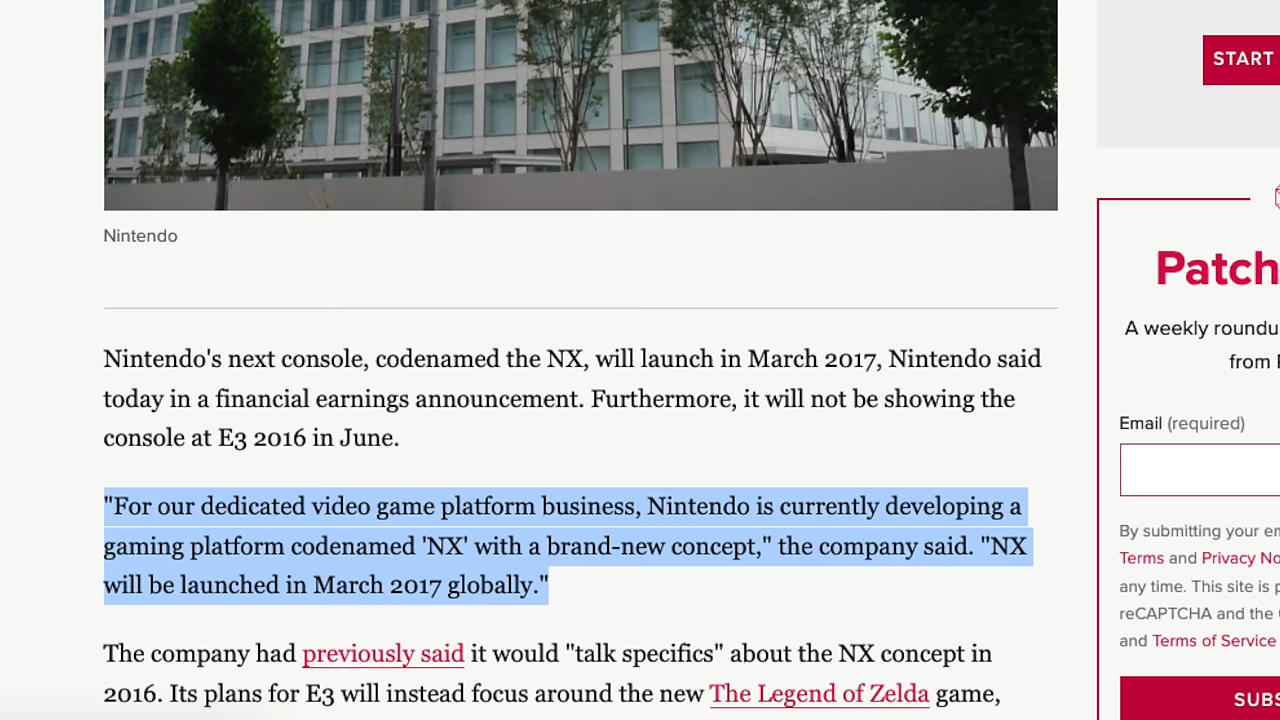 START
Nintendo
Patch
A weekly roundu
from
Nintendo's next console, codenamed the NX, will launch in March 2017, Nintendo said
today in a financial earnings announcement. Furthermore, it will not be showing the
console at E3 2016 in June.
Email (required)
"For our dedicated video game platform business, Nintendo is currently developing a
gaming platform codenamed 'NX' with a brand-new concept," the company said. "NX
will be launched in March 2017 globally."
By submitting your em
Terms and Privacy No
any time. This site is p
reCAPTCHA and the
and Terms of Service
The company had previously said it would "talk specifics" about the NX concept in
2016. Its plans for E3 will instead focus around the new The Legend of Zelda game,
SUBS